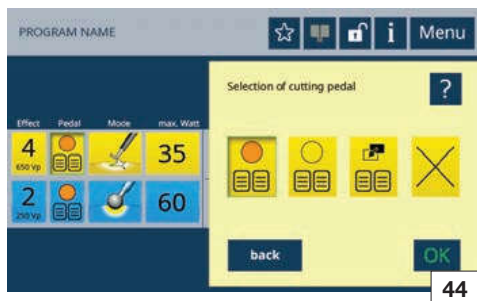 PROGRAM NAME
i Menu
Selection of cutting pedal
?
Effect Pedal Mode max. Watt
4 35
650 Vp
2 60
250 Vp
back OK
44